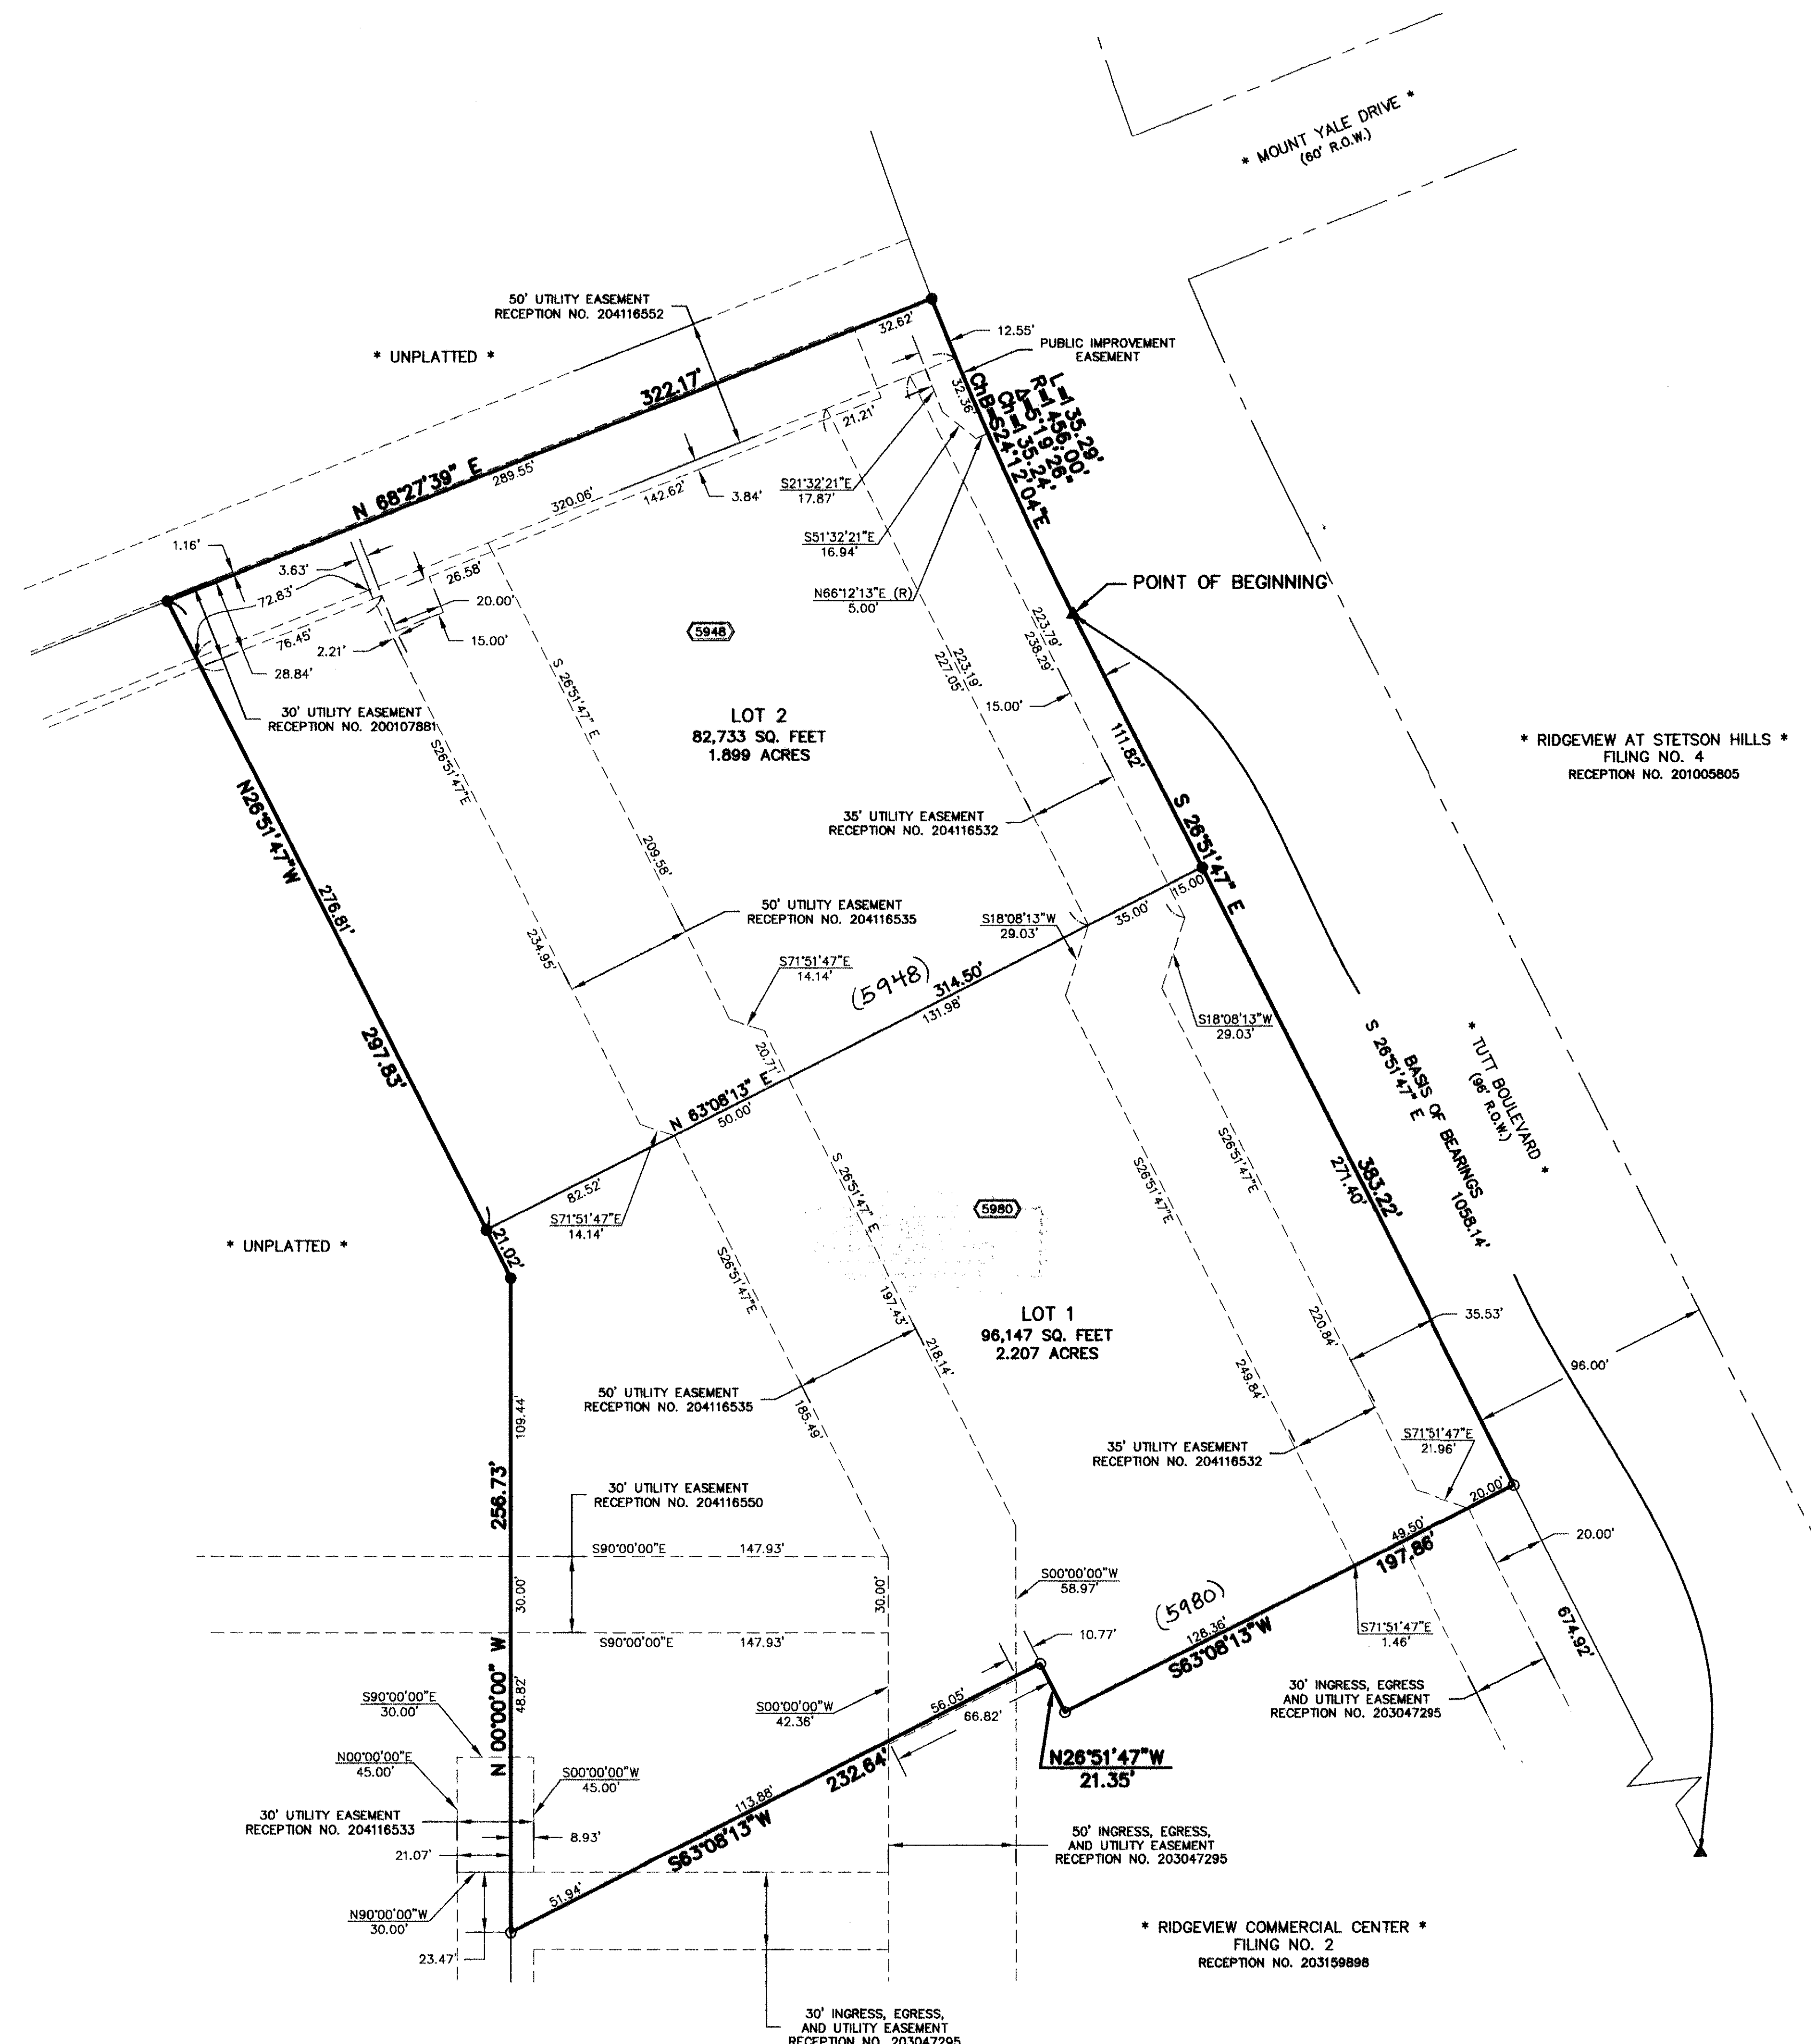 * MOUNT YALE DRIVE *
(60' R.O.W.)
50' UTILITY EASEMENT
RECEPTION NO. 204116552
* UNPLATTED *
32.62'
12.55'
PUBLIC IMPROVEMENT
EASEMENT
322.17'
32.36'
L=135.29'
R=1456.00'
Δ=5°19'26"
Ch=135.24'
ChB=S24°12'04"E
21.21'
N 68°27'39" E
289.55'
320.06'
142.62'
3.84'
S21°32'21"E
17.87'
S51°32'21"E
16.94'
1.16'
3.63'
26.58'
72.83'
20.00'
N66°12'13"E (R)
5.00'
POINT OF BEGINNING
5948
76.45'
2.21'
15.00'
28.84'
223.79'
238.29'
223.19'
227.05'
30' UTILITY EASEMENT
RECEPTION NO. 200107881
S 26°51'47" E
LOT 2
82,733 SQ. FEET
1.899 ACRES
15.00'
111.82'
* RIDGEVIEW AT STETSON HILLS *
FILING NO. 4
RECEPTION NO. 201005805
S26°51'47"E
N26°51'47"W
276.81'
35' UTILITY EASEMENT
RECEPTION NO. 204116532
S 26°51'47" E
209.58'
15.00'
50' UTILITY EASEMENT
RECEPTION NO. 204116535
S18°08'13"W
29.03'
35.00'
234.95'
S71°51'47"E
14.14'
(5948)
314.50'
131.98'
S18°08'13"W
29.03'
297.83'
20.71'
N 63°08'13" E
50.00'
BASIS OF BEARINGS
S 26°51'47" E
1058.14'
* TUTT BOULEVARD *
(96' R.O.W.)
82.52'
S71°51'47"E
14.14'
S 26°51'47" E
S26°51'47"E
S26°51'47"E
383.22'
271.40'
5980
* UNPLATTED *
21.02'
S26°51'47"E
197.43'
218.14'
LOT 1
96,147 SQ. FEET
2.207 ACRES
220.84'
35.53'
96.00'
249.84'
50' UTILITY EASEMENT
RECEPTION NO. 204116535
185.49'
109.44'
35' UTILITY EASEMENT
RECEPTION NO. 204116532
S71°51'47"E
21.96'
256.73'
30' UTILITY EASEMENT
RECEPTION NO. 204116550
20.00'
49.50'
197.86'
20.00'
S90°00'00"E 147.93'
30.00'
30.00'
S00°00'00"W
58.97'
(5980)
128.36'
S63°08'13"W
S71°51'47"E
1.46'
674.92'
S90°00'00"E 147.93'
10.77'
N 00°00'00" W
48.82'
S90°00'00"E
30.00'
S00°00'00"W
42.36'
56.05'
66.82'
30' INGRESS, EGRESS
AND UTILITY EASEMENT
RECEPTION NO. 203047295
N00°00'00"E
45.00'
S00°00'00"W
45.00'
232.64'
N26°51'47"W
21.35'
113.88'
S63°08'13"W
30' UTILITY EASEMENT
RECEPTION NO. 204116533
8.93'
21.07'
50' INGRESS, EGRESS,
AND UTILITY EASEMENT
RECEPTION NO. 203047295
51.94'
N90°00'00"W
30.00'
23.47'
* RIDGEVIEW COMMERCIAL CENTER *
FILING NO. 2
RECEPTION NO. 203159898
30' INGRESS, EGRESS,
AND UTILITY EASEMENT
RECEPTION NO. 203047295